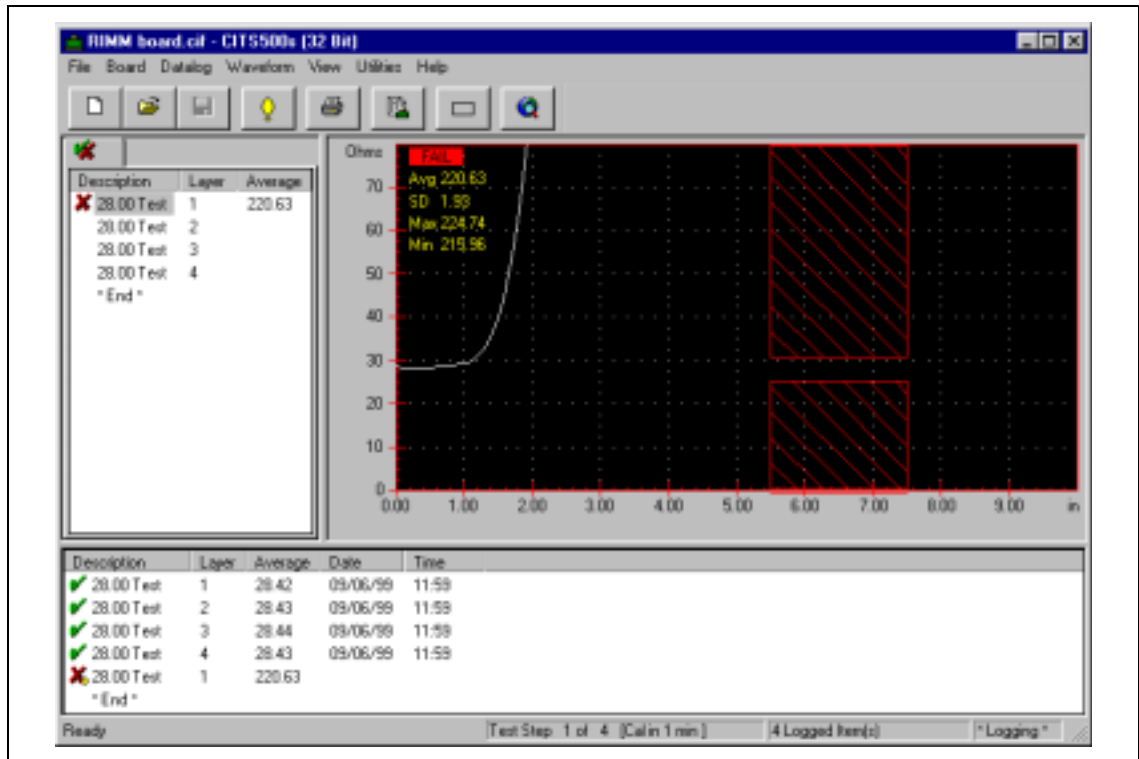 RIMM board.cif - CITS500s (32 Bit)
File Board Datalog Waveform View Utilities Help
Description Layer Average
28.00 Test 1 220.63
28.00 Test 2
28.00 Test 3
28.00 Test 4
* End *
Ohms
FAIL
Avg 220.63
SD 1.93
Max 224.74
Min 215.96
70
60
50
40
30
20
10
0
0.00 1.00 2.00 3.00 4.00 5.00 6.00 7.00 8.00 9.00 in
Description Layer Average Date Time
28.00 Test 1 28.42 09/06/99 11:59
28.00 Test 2 28.43 09/06/99 11:59
28.00 Test 3 28.44 09/06/99 11:59
28.00 Test 4 28.43 09/06/99 11:59
28.00 Test 1 220.63
* End *
Ready Test Step 1 of 4 [Cal in 1 min] 4 Logged Item(s) * Logging *